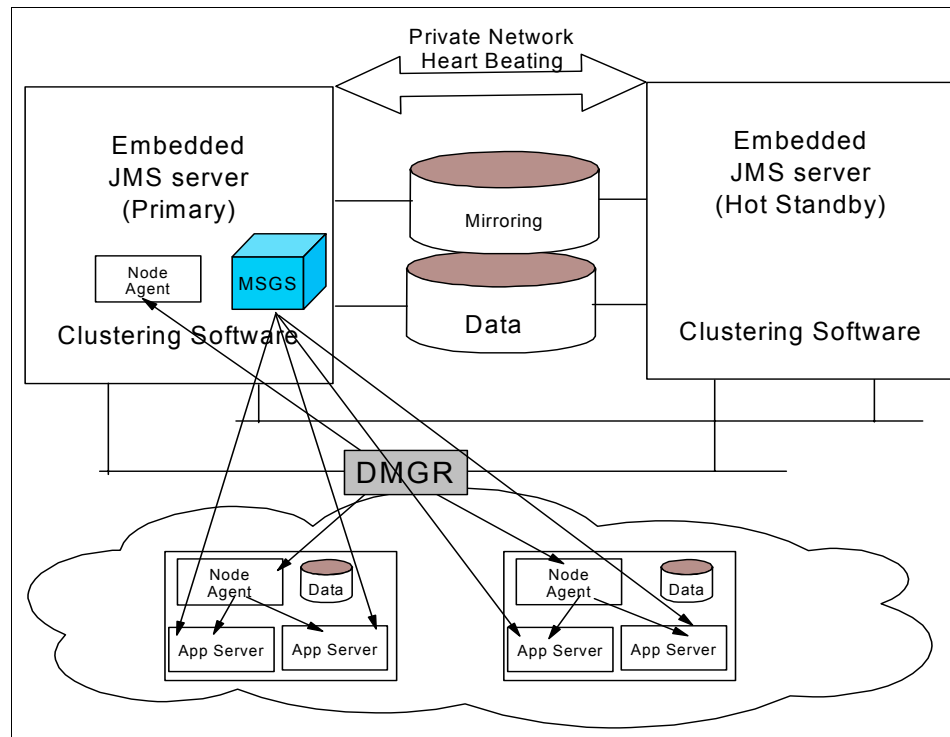 Private Network
Heart Beating
Embedded
JMS server
(Primary)
Embedded
JMS server
(Hot Standby)
Mirroring
Node
Agent
MSGS
Data
Clustering Software
Clustering Software
DMGR
Node
Agent
Data
App Server
App Server
Node
Agent
Data
App Server
App Server